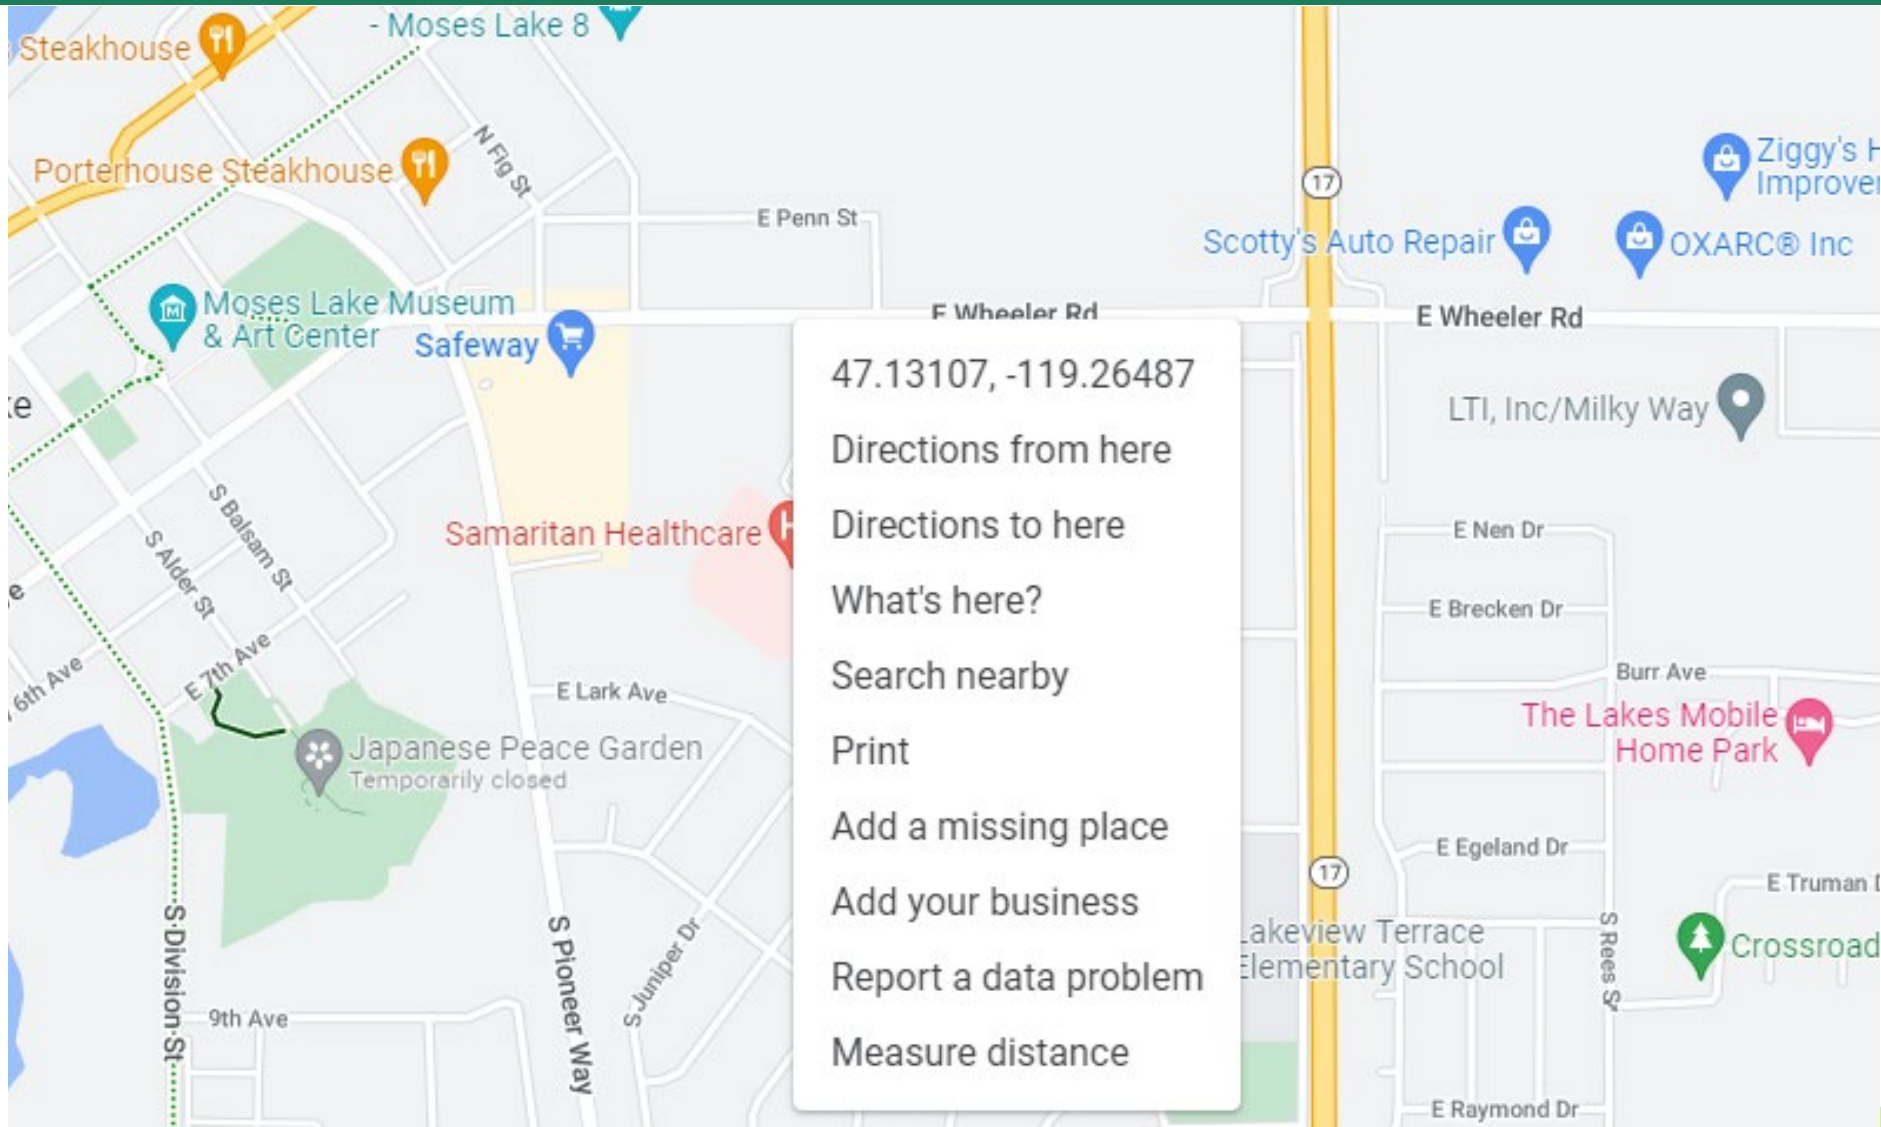 - Moses Lake 8
Steakhouse
Porterhouse Steakhouse
N Fig St
E Penn St
17
Ziggy's H
Improver
Scotty's Auto Repair
OXARC® Inc
Moses Lake Museum
& Art Center
Safeway
E Wheeler Rd
E Wheeler Rd
47.13107, -119.26487
Directions from here
Directions to here
What's here?
Search nearby
Print
Add a missing place
Add your business
Report a data problem
Measure distance
LTI, Inc/Milky Way
ke
S Balsam St
S Alder St
Samaritan Healthcare
H
E Nen Dr
E Brecken Dr
e
E 7th Ave
6th Ave
E Lark Ave
Burr Ave
The Lakes Mobile
Home Park
Japanese Peace Garden
Temporarily closed
E Egeland Dr
17
E Truman D
S Division St
S Pioneer Way
S Juniper Dr
Lakeview Terrace
Elementary School
S Rees St
Crossroad
9th Ave
E Raymond Dr